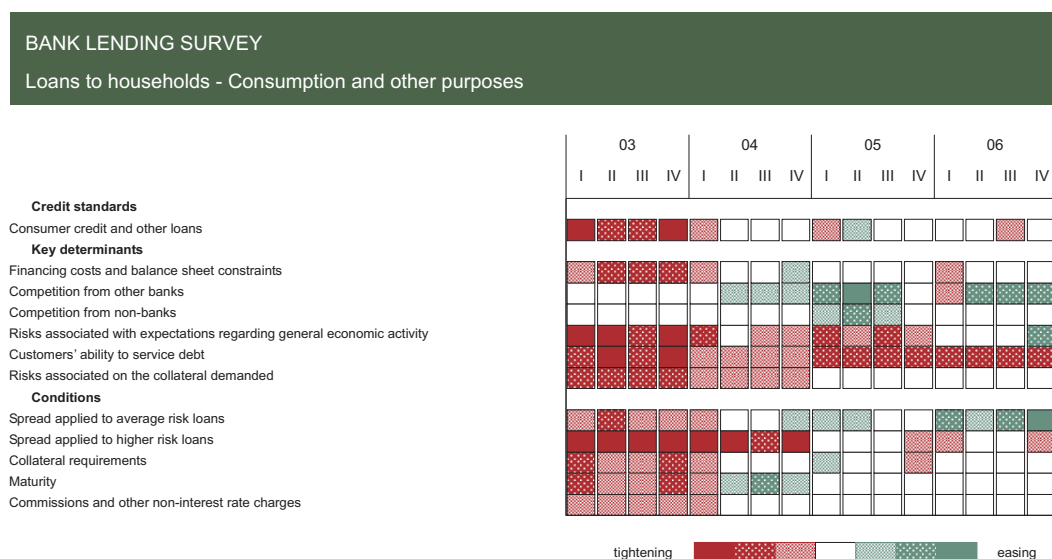 BANK LENDING SURVEY
Loans to households - Consumption and other purposes
03 04 05 06
I II III IV I II III IV I II III IV I II III IV
Credit standards
Consumer credit and other loans
Key determinants
Financing costs and balance sheet constraints
Competition from other banks
Competition from non-banks
Risks associated with expectations regarding general economic activity
Customers’ ability to service debt
Risks associated on the collateral demanded
Conditions
Spread applied to average risk loans
Spread applied to higher risk loans
Collateral requirements
Maturity
Commissions and other non-interest rate charges
tightening easing